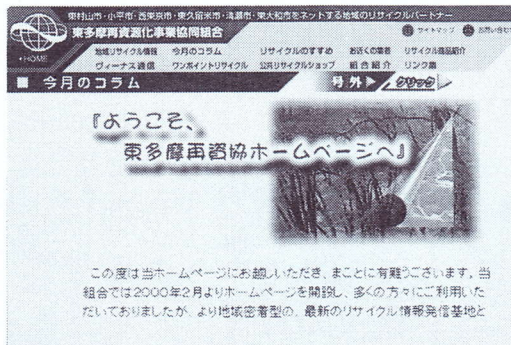 東村山市・小平市・西東京市・東久留米市・清瀬市・東大和市をネットする地域のリサイクルパートナー
東多摩再資源化事業協同組合
サイトマップ
お問い合わせ
HOME
地域リサイクル情報 今月のコラム リサイクルのすすめ お近くの業者 リサイクル商品紹介
ヴィーナス通信 ワンポイントリサイクル 公共リサイクルショップ 組合紹介 リンク集
■ 今月のコラム
号外▶ クリック
『ようこそ、
東多摩再資協ホームページへ』
この度は当ホームページにお越しいただき、まことに有難うございます。当
組合では2000年2月よりホームページを開設し、多くの方々にご利用いた
だいておりましたが、より地域密着型の、最新のリサイクル情報発信基地と